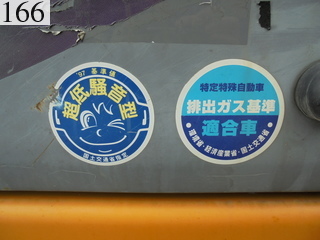 166
'97 基準値
超低騒音型
国土交通省指定
特定特殊自動車
排出ガス基準
適合車
・環境省・経済産業省・国土交通省・